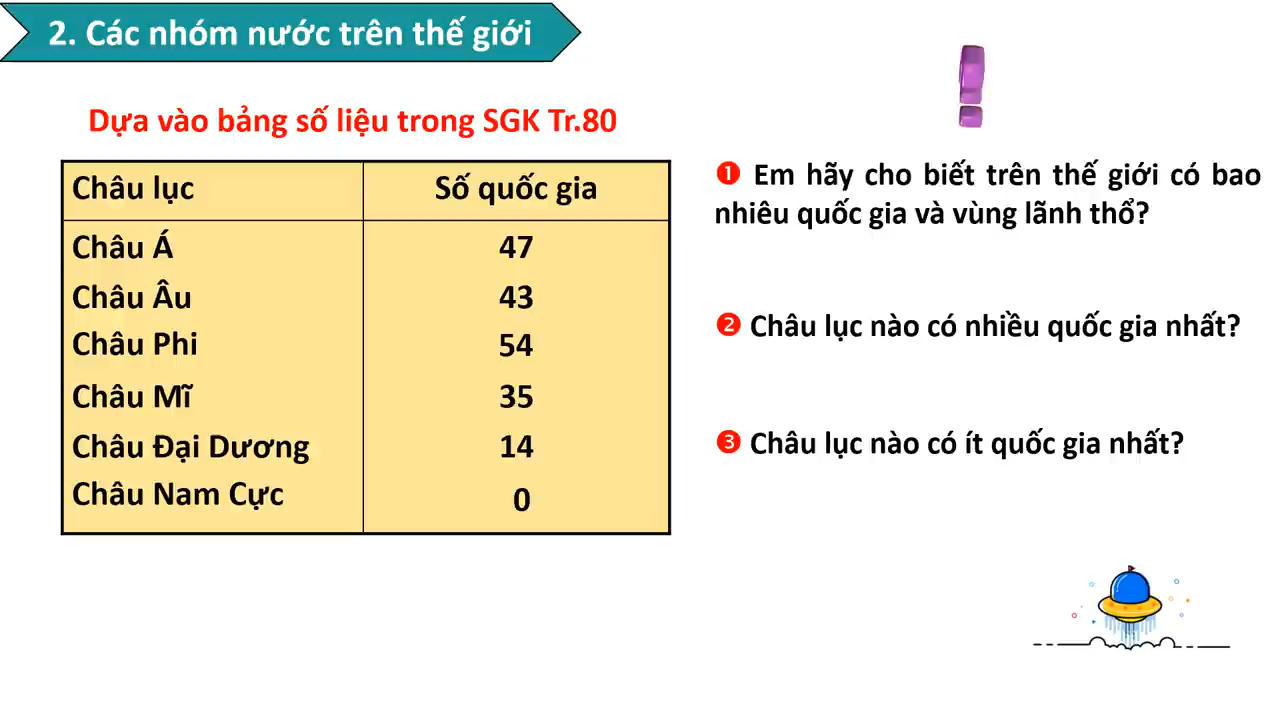 2. Các nhóm nước trên thế giới
Dựa vào bảng số liệu trong SGK Tr.80
Châu lục Số quốc gia
Châu Á 47
Châu Âu 43
Châu Phi 54
Châu Mĩ 35
Châu Đại Dương 14
Châu Nam Cực 0
❶ Em hãy cho biết trên thế giới có bao
nhiêu quốc gia và vùng lãnh thổ?
❷ Châu lục nào có nhiều quốc gia nhất?
❸ Châu lục nào có ít quốc gia nhất?